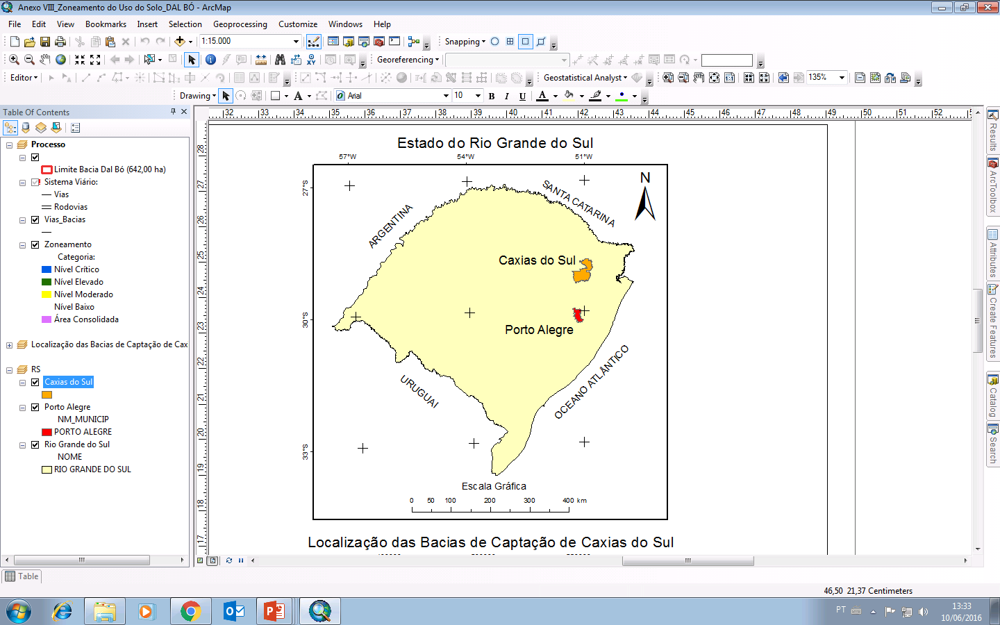 Anexo VIII_Zoneamento do Uso do Solo_DAL BÓ - ArcMap
File Edit View Bookmarks Insert Selection Geoprocessing Customize Windows Help
1:15.000 Snapping
Georeferencing
Editor Geostatistical Analyst 135%
Drawing Arial 10 B I U A
Table Of Contents
32 33 34 35 36 37 38 39 40 41 42 43 44 45 46 47 48 49 50 51 52
Processo
Limite Bacia Dal Bó (642,00 ha)
Sistema Viário:
Vias
Rodovias
Vias_Bacias
Zoneamento
Categoria:
Nível Crítico
Nível Elevado
Nível Moderado
Nível Baixo
Área Consolidada
Localização das Bacias de Captação de Cax
RS
Caxias do Sul
Porto Alegre
NM_MUNICIP
PORTO ALEGRE
Rio Grande do Sul
NOME
RIO GRANDE DO SUL
Table
28
27
26
25
24
23
22
21
20
19
18
17
Estado do Rio Grande do Sul
57°W 54°W 51°W
27°S
30°S
33°S
N
SANTA CATARINA
ARGENTINA
Caxias do Sul
Porto Alegre
OCEANO ATLÂNTICO
URUGUAI
Escala Gráfica
0 50 100 200 300 400 km
Localização das Bacias de Captação de Caxias do Sul
Results
ArcToolbox
Attributes
Create Features
Catalog
Search
46,50 21,37 Centimeters
PT
13:33
10/06/2016